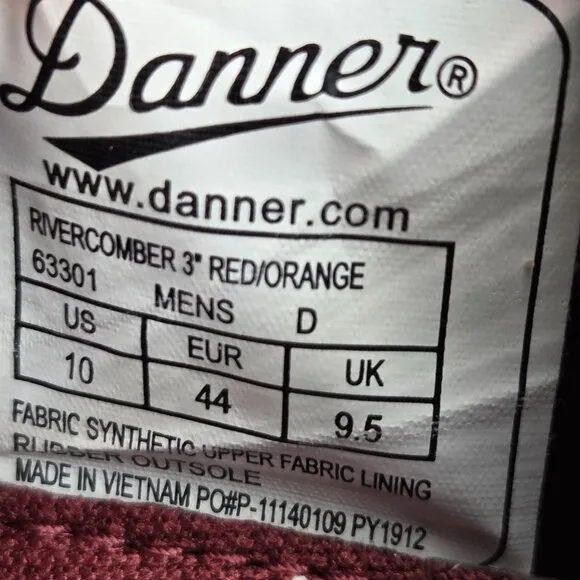 Danner®
www.danner.com
RIVERCOMBER 3" RED/ORANGE
63301 MENS D
US EUR UK
10 44 9.5
FABRIC SYNTHETIC UPPER FABRIC LINING
RUBBER OUTSOLE
MADE IN VIETNAM PO#P-11140109 PY1912